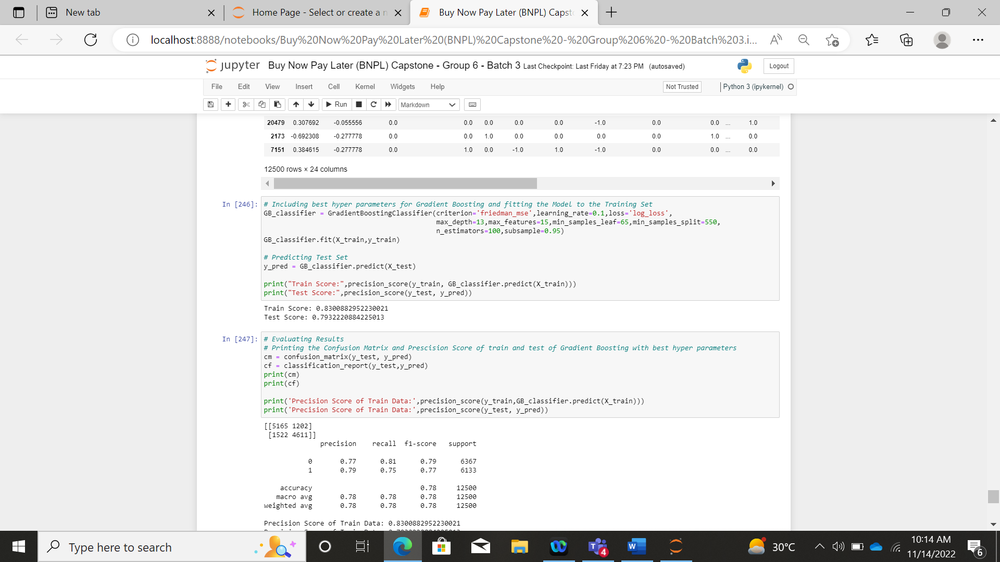 New tab
Home Page - Select or create a n
Buy Now Pay Later (BNPL) Capst
localhost:8888/notebooks/Buy%20Now%20Pay%20Later%20(BNPL)%20Capstone%20-%20Group%206%20-%20Batch%203.i...
jupyter Buy Now Pay Later (BNPL) Capstone - Group 6 - Batch 3 Last Checkpoint: Last Friday at 7:23 PM (autosaved)
Logout
File Edit View Insert Cell Kernel Widgets Help
Not Trusted
Python 3 (ipykernel)
Run
Markdown
20479 0.307692 -0.055556 0.0 0.0 0.0 0.0 0.0 -1.0 0.0 0.0 ... 1.0
2173 -0.692308 -0.277778 0.0 0.0 1.0 0.0 0.0 0.0 0.0 1.0 ... 0.0
7151 0.384615 -0.277778 0.0 1.0 0.0 -1.0 1.0 -1.0 0.0 0.0 ... 0.0
12500 rows × 24 columns
In [246]: # Including best hyper parameters for Gradient Boosting and fitting the Model to the Training Set
GB_classifier = GradientBoostingClassifier(criterion='friedman_mse',learning_rate=0.1,loss='log_loss',
max_depth=13,max_features=15,min_samples_leaf=65,min_samples_split=550,
n_estimators=100,subsample=0.95)
GB_classifier.fit(X_train,y_train)
# Predicting Test Set
y_pred = GB_classifier.predict(X_test)
print("Train Score:",precision_score(y_train, GB_classifier.predict(X_train)))
print("Test Score:",precision_score(y_test, y_pred))
Train Score: 0.8300882952230021
Test Score: 0.7932220884225013
In [247]: # Evaluating Results
# Printing the Confusion Matrix and Prescision Score of train and test of Gradient Boosting with best hyper parameters
cm = confusion_matrix(y_test, y_pred)
cf = classification_report(y_test,y_pred)
print(cm)
print(cf)
print('Precision Score of Train Data:',precision_score(y_train,GB_classifier.predict(X_train)))
print('Precision Score of Train Data:',precision_score(y_test, y_pred))
[[5165 1202]
[1522 4611]]
precision recall f1-score support
0 0.77 0.81 0.79 6367
1 0.79 0.75 0.77 6133
accuracy 0.78 12500
macro avg 0.78 0.78 0.78 12500
weighted avg 0.78 0.78 0.78 12500
Precision Score of Train Data: 0.8300882952230021
Type here to search
4
30°C
10:14 AM
11/14/2022
6